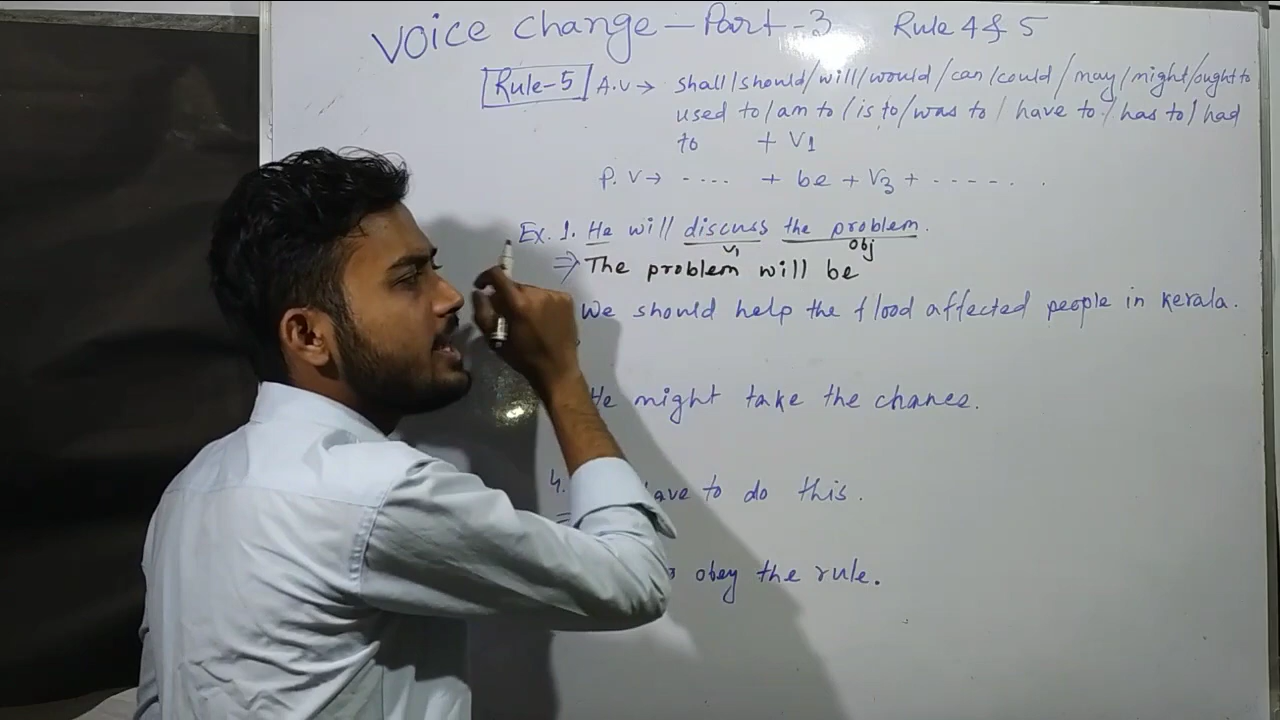 Voice change - Part - 3 Rule 4 & 5
Rule-5 A.V → shall/should/will/would/can/could/may/might/ought to
used to/am to/is to/was to/have to/has to/had
to + V1
P.V → .... + be + V3 + ------ .
Ex. 1. He will discuss the problem.
V1 obj
⇒ The problem will be
We should help the flood affected people in Kerala.
He might take the chance.
4. ave to do this.
obey the rule.